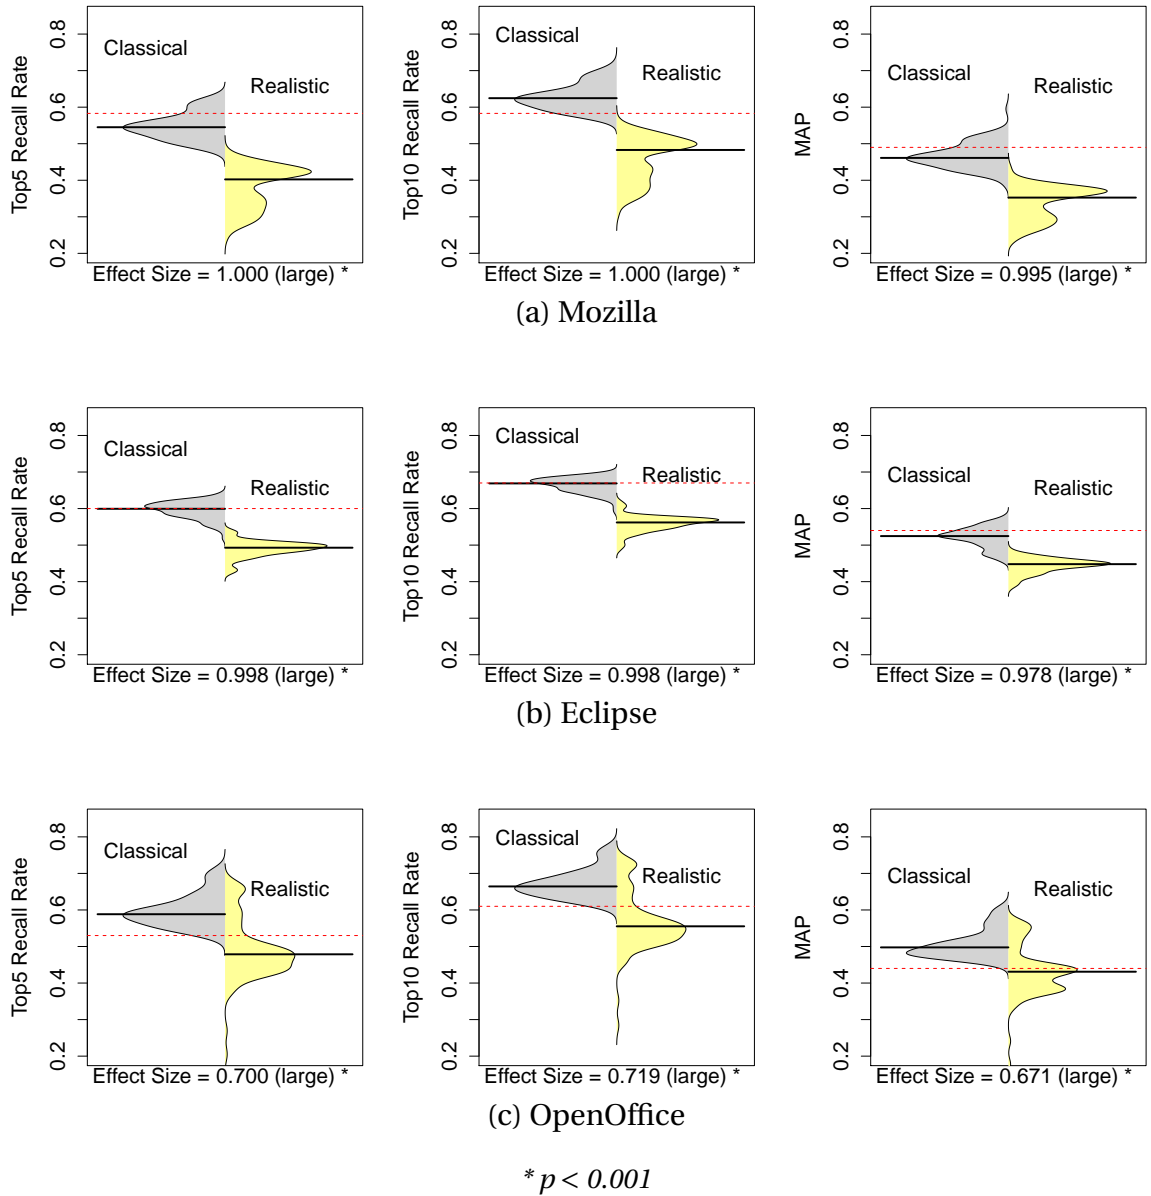 Top5 Recall Rate
0.2 0.4 0.6 0.8
Classical
Realistic
Effect Size = 1.000 (large) *
Top10 Recall Rate
0.2 0.4 0.6 0.8
Classical
Realistic
Effect Size = 1.000 (large) *
MAP
0.2 0.4 0.6 0.8
Classical
Realistic
Effect Size = 0.995 (large) *
(a) Mozilla
Top5 Recall Rate
0.2 0.4 0.6 0.8
Classical
Realistic
Effect Size = 0.998 (large) *
Top10 Recall Rate
0.2 0.4 0.6 0.8
Classical
Realistic
Effect Size = 0.998 (large) *
MAP
0.2 0.4 0.6 0.8
Classical
Realistic
Effect Size = 0.978 (large) *
(b) Eclipse
Top5 Recall Rate
0.2 0.4 0.6 0.8
Classical
Realistic
Effect Size = 0.700 (large) *
Top10 Recall Rate
0.2 0.4 0.6 0.8
Classical
Realistic
Effect Size = 0.719 (large) *
MAP
0.2 0.4 0.6 0.8
Classical
Realistic
Effect Size = 0.671 (large) *
(c) OpenOffice
* p < 0.001